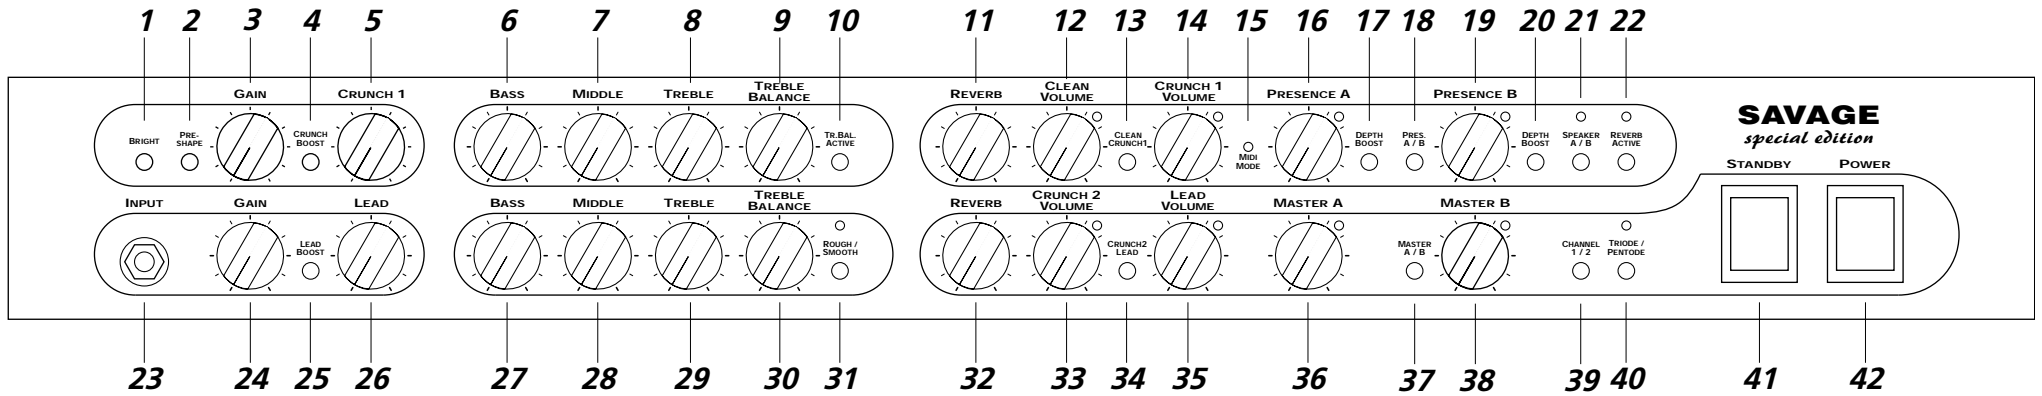 1 2 3 4 5 6 7 8 9 10 11 12 13 14 15 16 17 18 19 20 21 22
GAIN
CRUNCH 1
BASS
MIDDLE
TREBLE
TREBLE
BALANCE
REVERB
CLEAN
VOLUME
CRUNCH 1
VOLUME
PRESENCE A
PRESENCE B
BRIGHT
PRE-
SHAPE
CRUNCH
BOOST
TR.BAL.
ACTIVE
CLEAN
CRUNCH1
MIDI
MODE
DEPTH
BOOST
PRES.
A / B
DEPTH
BOOST
SPEAKER
A / B
REVERB
ACTIVE
SAVAGE
special edition
STANDBY
POWER
INPUT
GAIN
LEAD
BASS
MIDDLE
TREBLE
TREBLE
BALANCE
REVERB
CRUNCH 2
VOLUME
LEAD
VOLUME
MASTER A
MASTER B
LEAD
BOOST
ROUGH /
SMOOTH
CRUNCH2
LEAD
MASTER
A / B
CHANNEL
1 / 2
TRIODE /
PENTODE
23 24 25 26 27 28 29 30 31 32 33 34 35 36 37 38 39 40 41 42